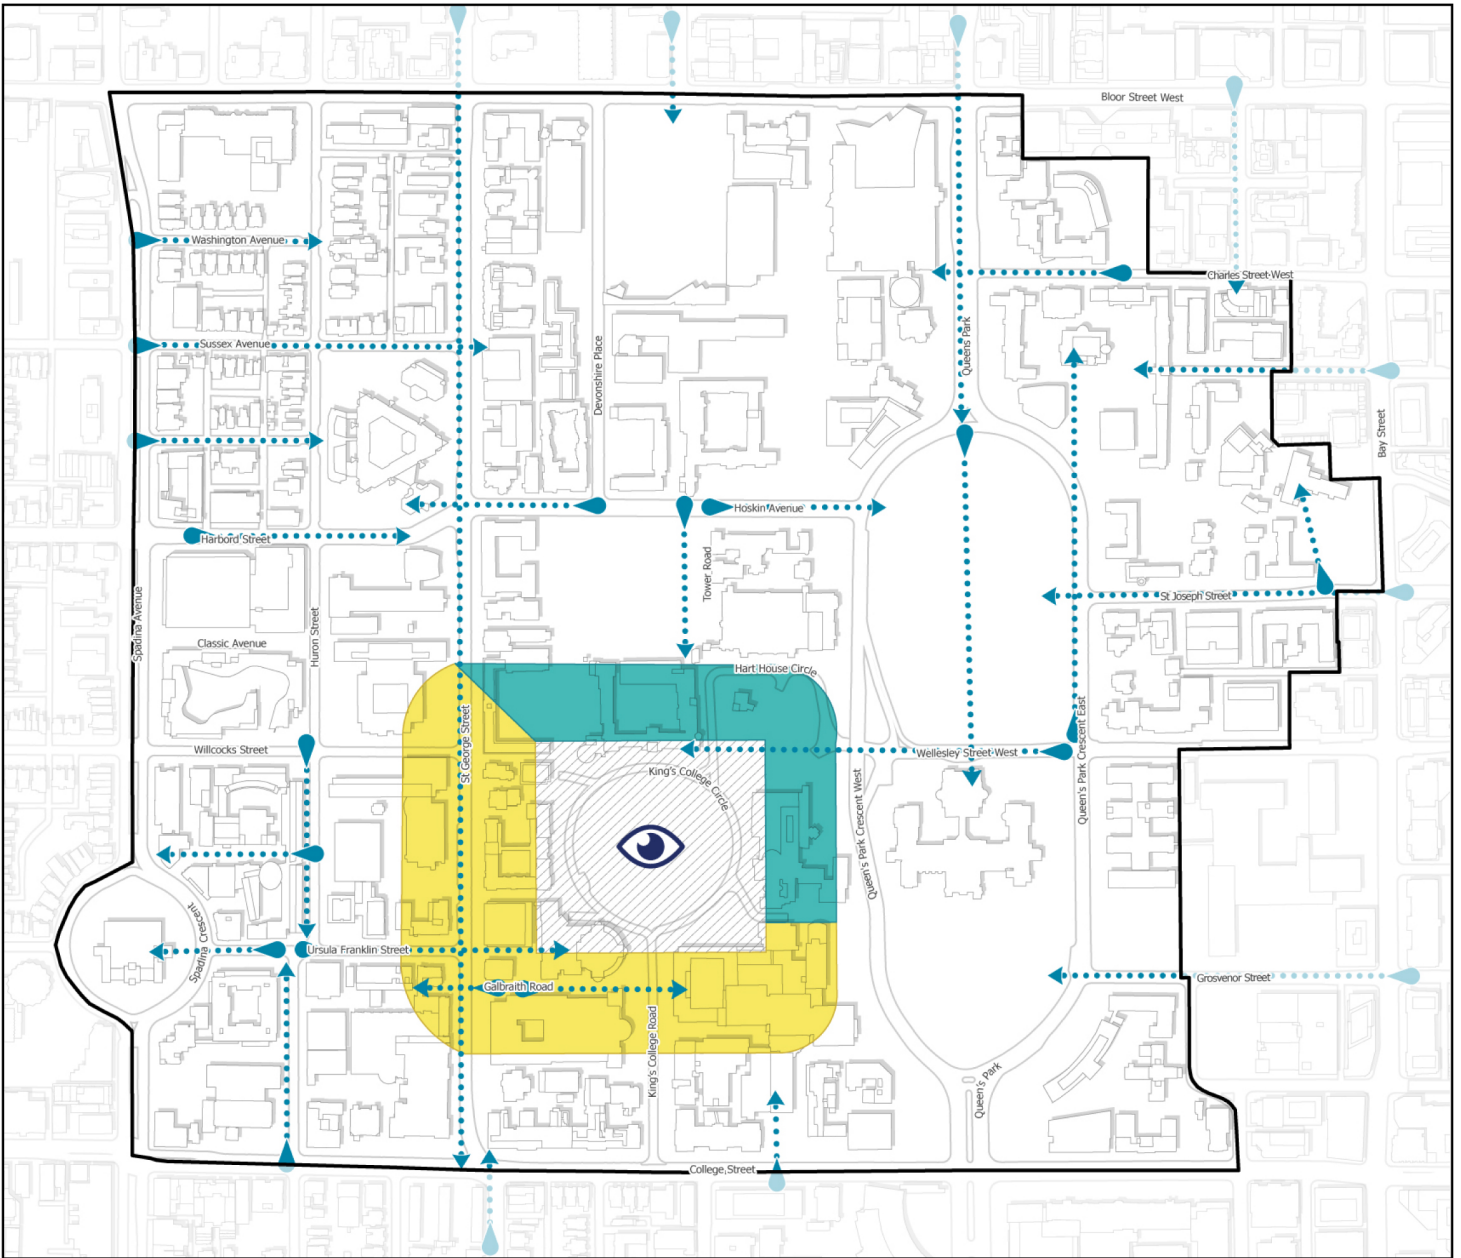 Bloor Street West
Washington Avenue
Charles Street West
Sussex Avenue
Queens Park
Devonshire Place
Bay Street
Hoskin Avenue
Harbord Street
Tower Road
Spadina Avenue
St Joseph Street
Huron Street
Classic Avenue
Hart House Circle
St George Street
Queen's Park Crescent East
Willcocks Street
Wellesley Street West
King's College Circle
Queen's Park Crescent West
Spadina Crescent
Ursula Franklin Street
Grosvenor Street
Galbraith Road
King's College Road
Queen's Park
College Street